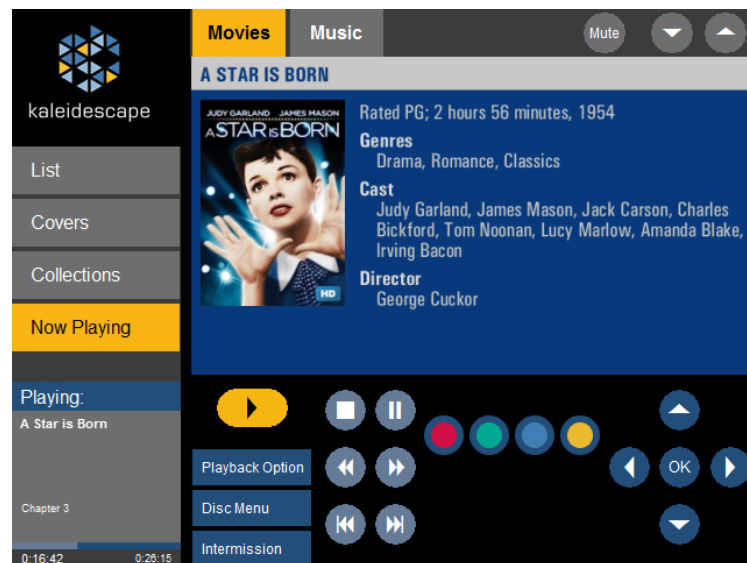 Movies
Music
Mute
kaleidescape
A STAR IS BORN
JUDY GARLAND JAMES MASON
A STAR IS BORN
HD
Rated PG; 2 hours 56 minutes, 1954
Genres
Drama, Romance, Classics
Cast
Judy Garland, James Mason, Jack Carson, Charles
Bickford, Tom Noonan, Lucy Marlow, Amanda Blake,
Irving Bacon
Director
George Cuckor
List
Covers
Collections
Now Playing
Playing:
A Star is Born
Chapter 3
0:16:42
0:26:15
Playback Option
Disc Menu
Intermission
OK